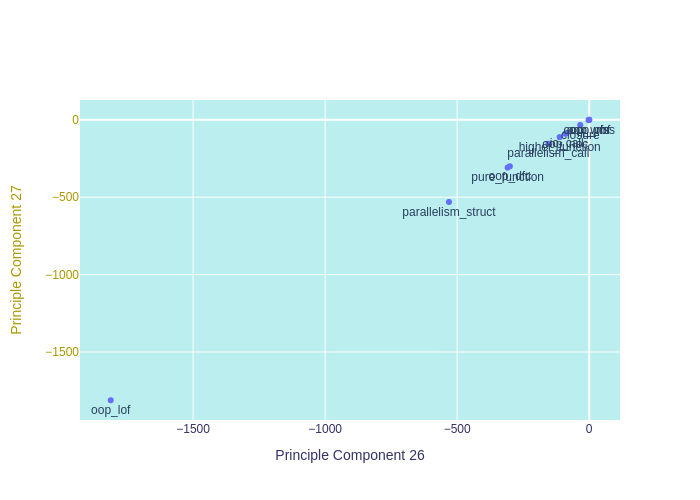 0
−500
−1000
−1500
Principle Component 27
closure
higher_function
parallelism_call
pure_function
parallelism_struct
oop_lof
−1500
−1000
−500
0
Principle Component 26